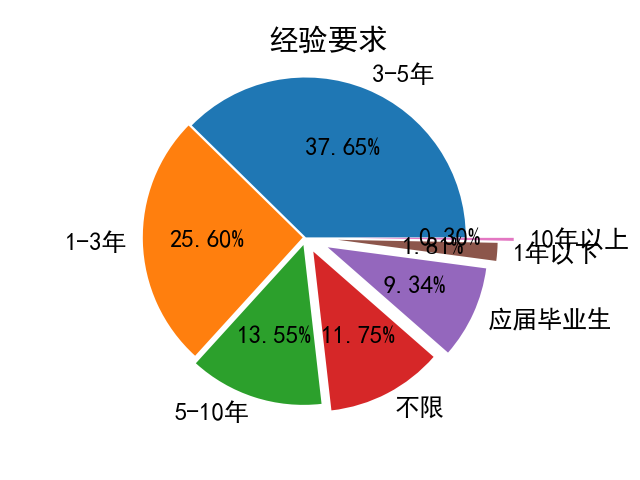 经验要求
3-5年
37.65%
1-3年
25.60%
0.30%
10年以上
1.81%
1年以下
9.34%
应届毕业生
13.55%
11.75%
5-10年
不限